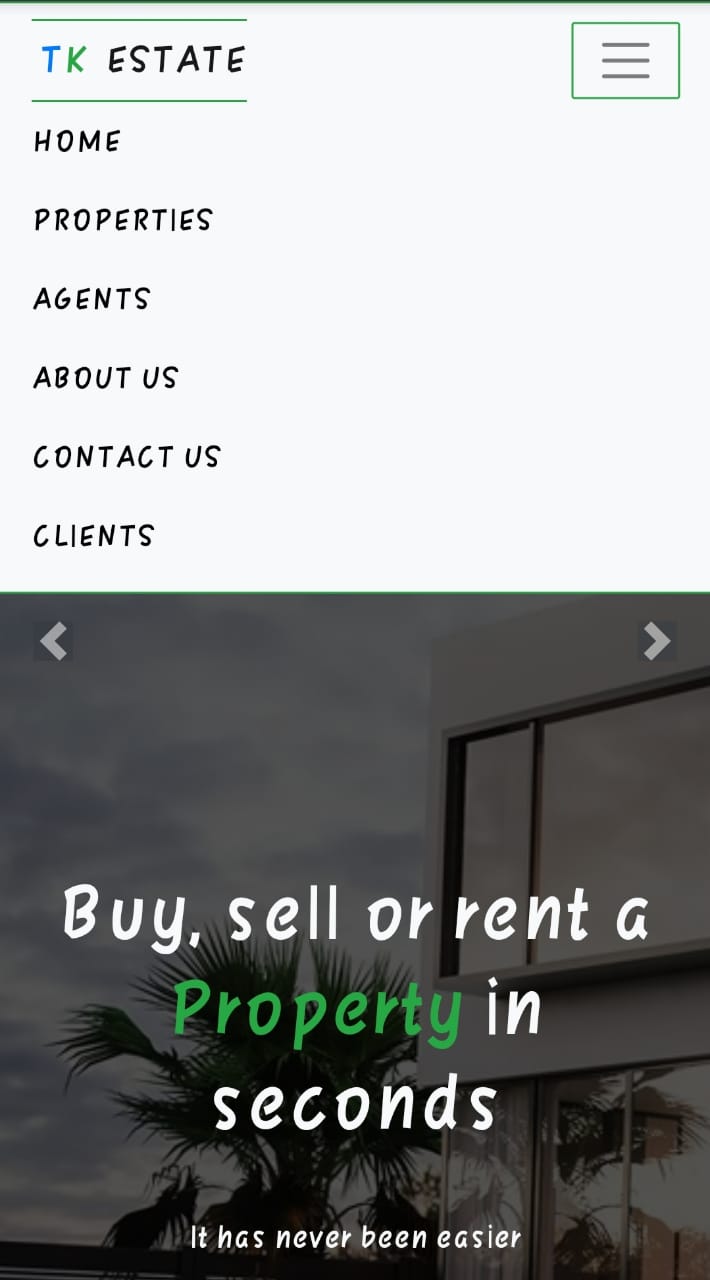 TK ESTATE
HOME
PROPERTIES
AGENTS
ABOUT US
CONTACT US
CLIENTS
Buy, sell or rent a
Property in
seconds
It has never been easier